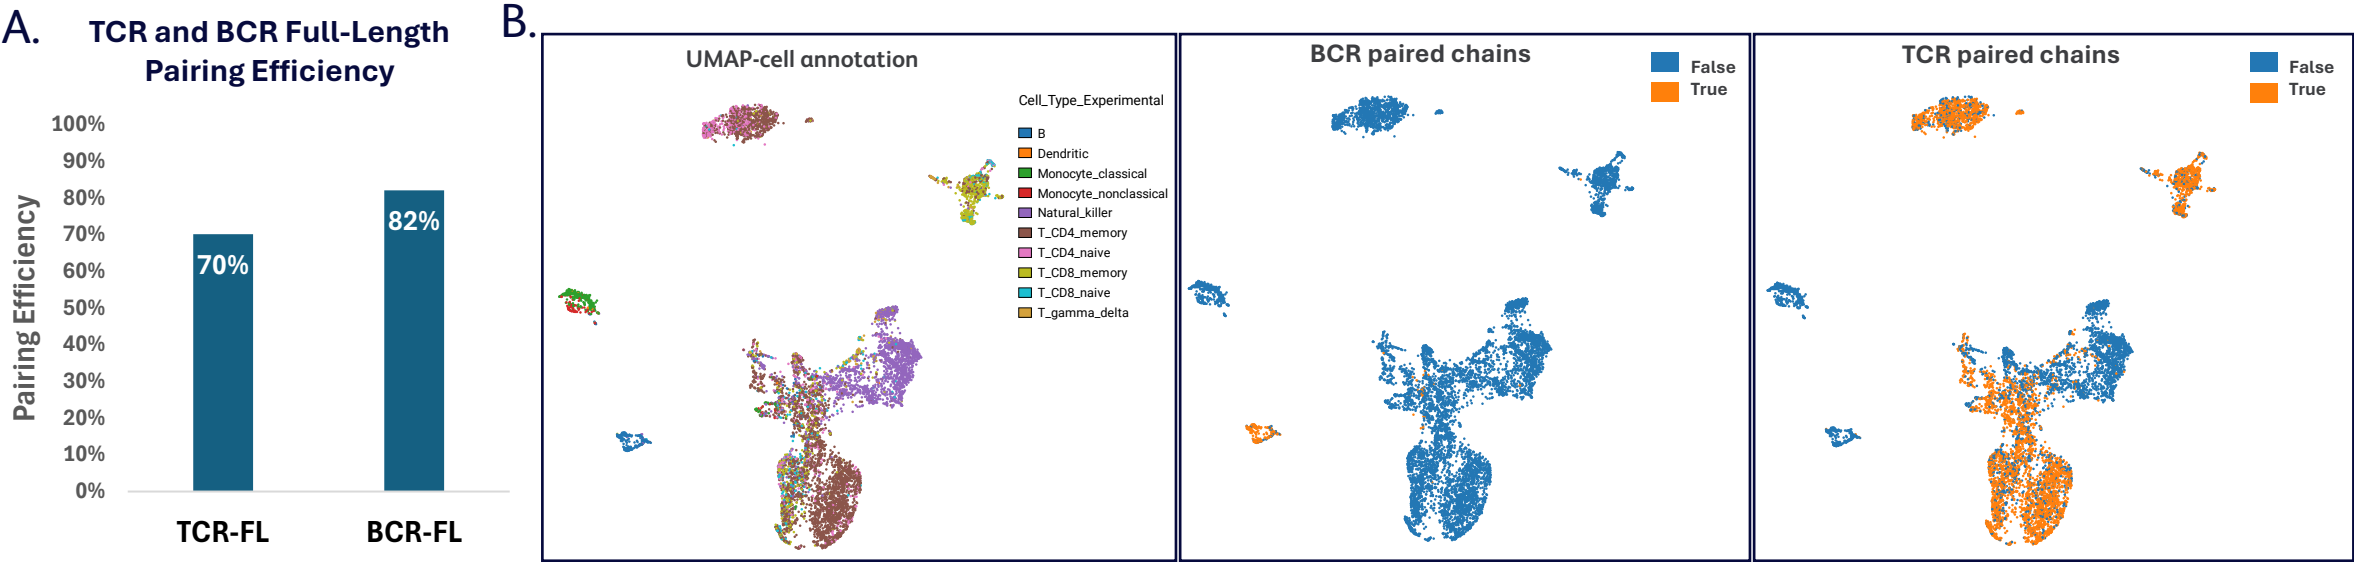 A.
TCR and BCR Full-Length
Pairing Efficiency
Pairing Efficiency
100%
90%
80%
70%
60%
50%
40%
30%
20%
10%
0%
70%
82%
TCR-FL
BCR-FL
B.
UMAP-cell annotation
Cell_Type_Experimental
B
Dendritic
Monocyte_classical
Monocyte_nonclassical
Natural_killer
T_CD4_memory
T_CD4_naive
T_CD8_memory
T_CD8_naive
T_gamma_delta
BCR paired chains
False
True
TCR paired chains
False
True